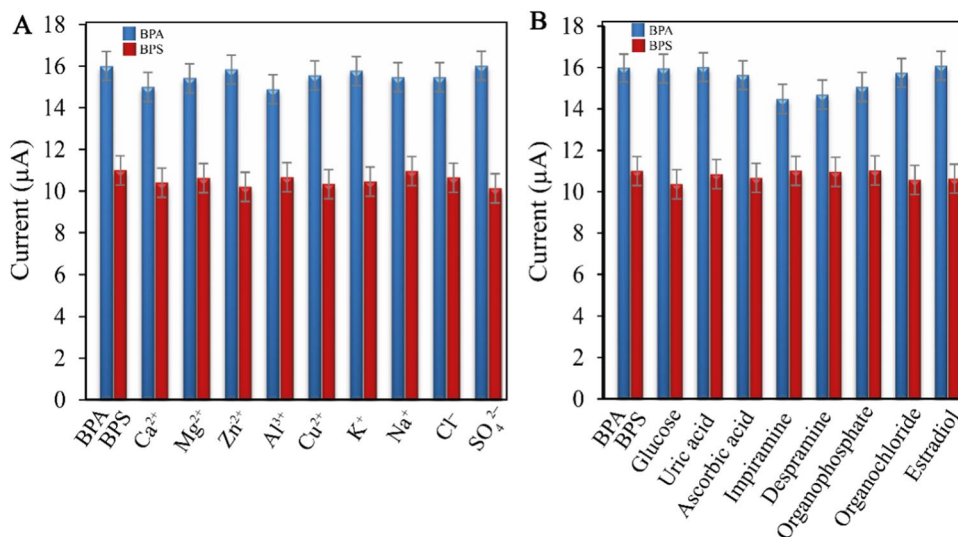 A
BPA
BPS
Current (µA)
18
16
14
12
10
8
6
4
2
0
BPA
BPS
Ca²⁺
Mg²⁺
Zn²⁺
Al³⁺
Cu²⁺
K⁺
Na⁺
Cl⁻
SO₄²⁻
B
BPA
BPS
Current (µA)
18
16
14
12
10
8
6
4
2
0
BPA
BPS
Glucose
Uric acid
Ascorbic acid
Impiramine
Despramine
Organophosphate
Organochloride
Estradiol